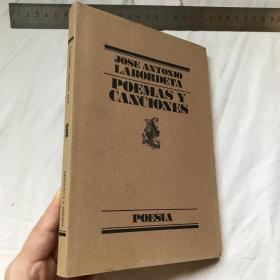 JOSE ANTONIO
LABORDETA
POEMAS Y
CANCIONES
POESIA